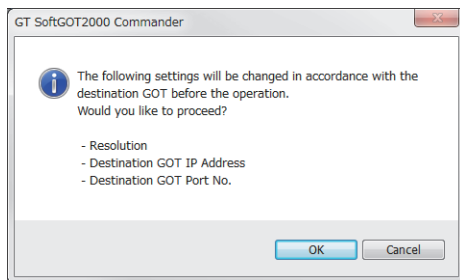 GT SoftGOT2000 Commander
The following settings will be changed in accordance with the
destination GOT before the operation.
Would you like to proceed?
- Resolution
- Destination GOT IP Address
- Destination GOT Port No.
OK
Cancel